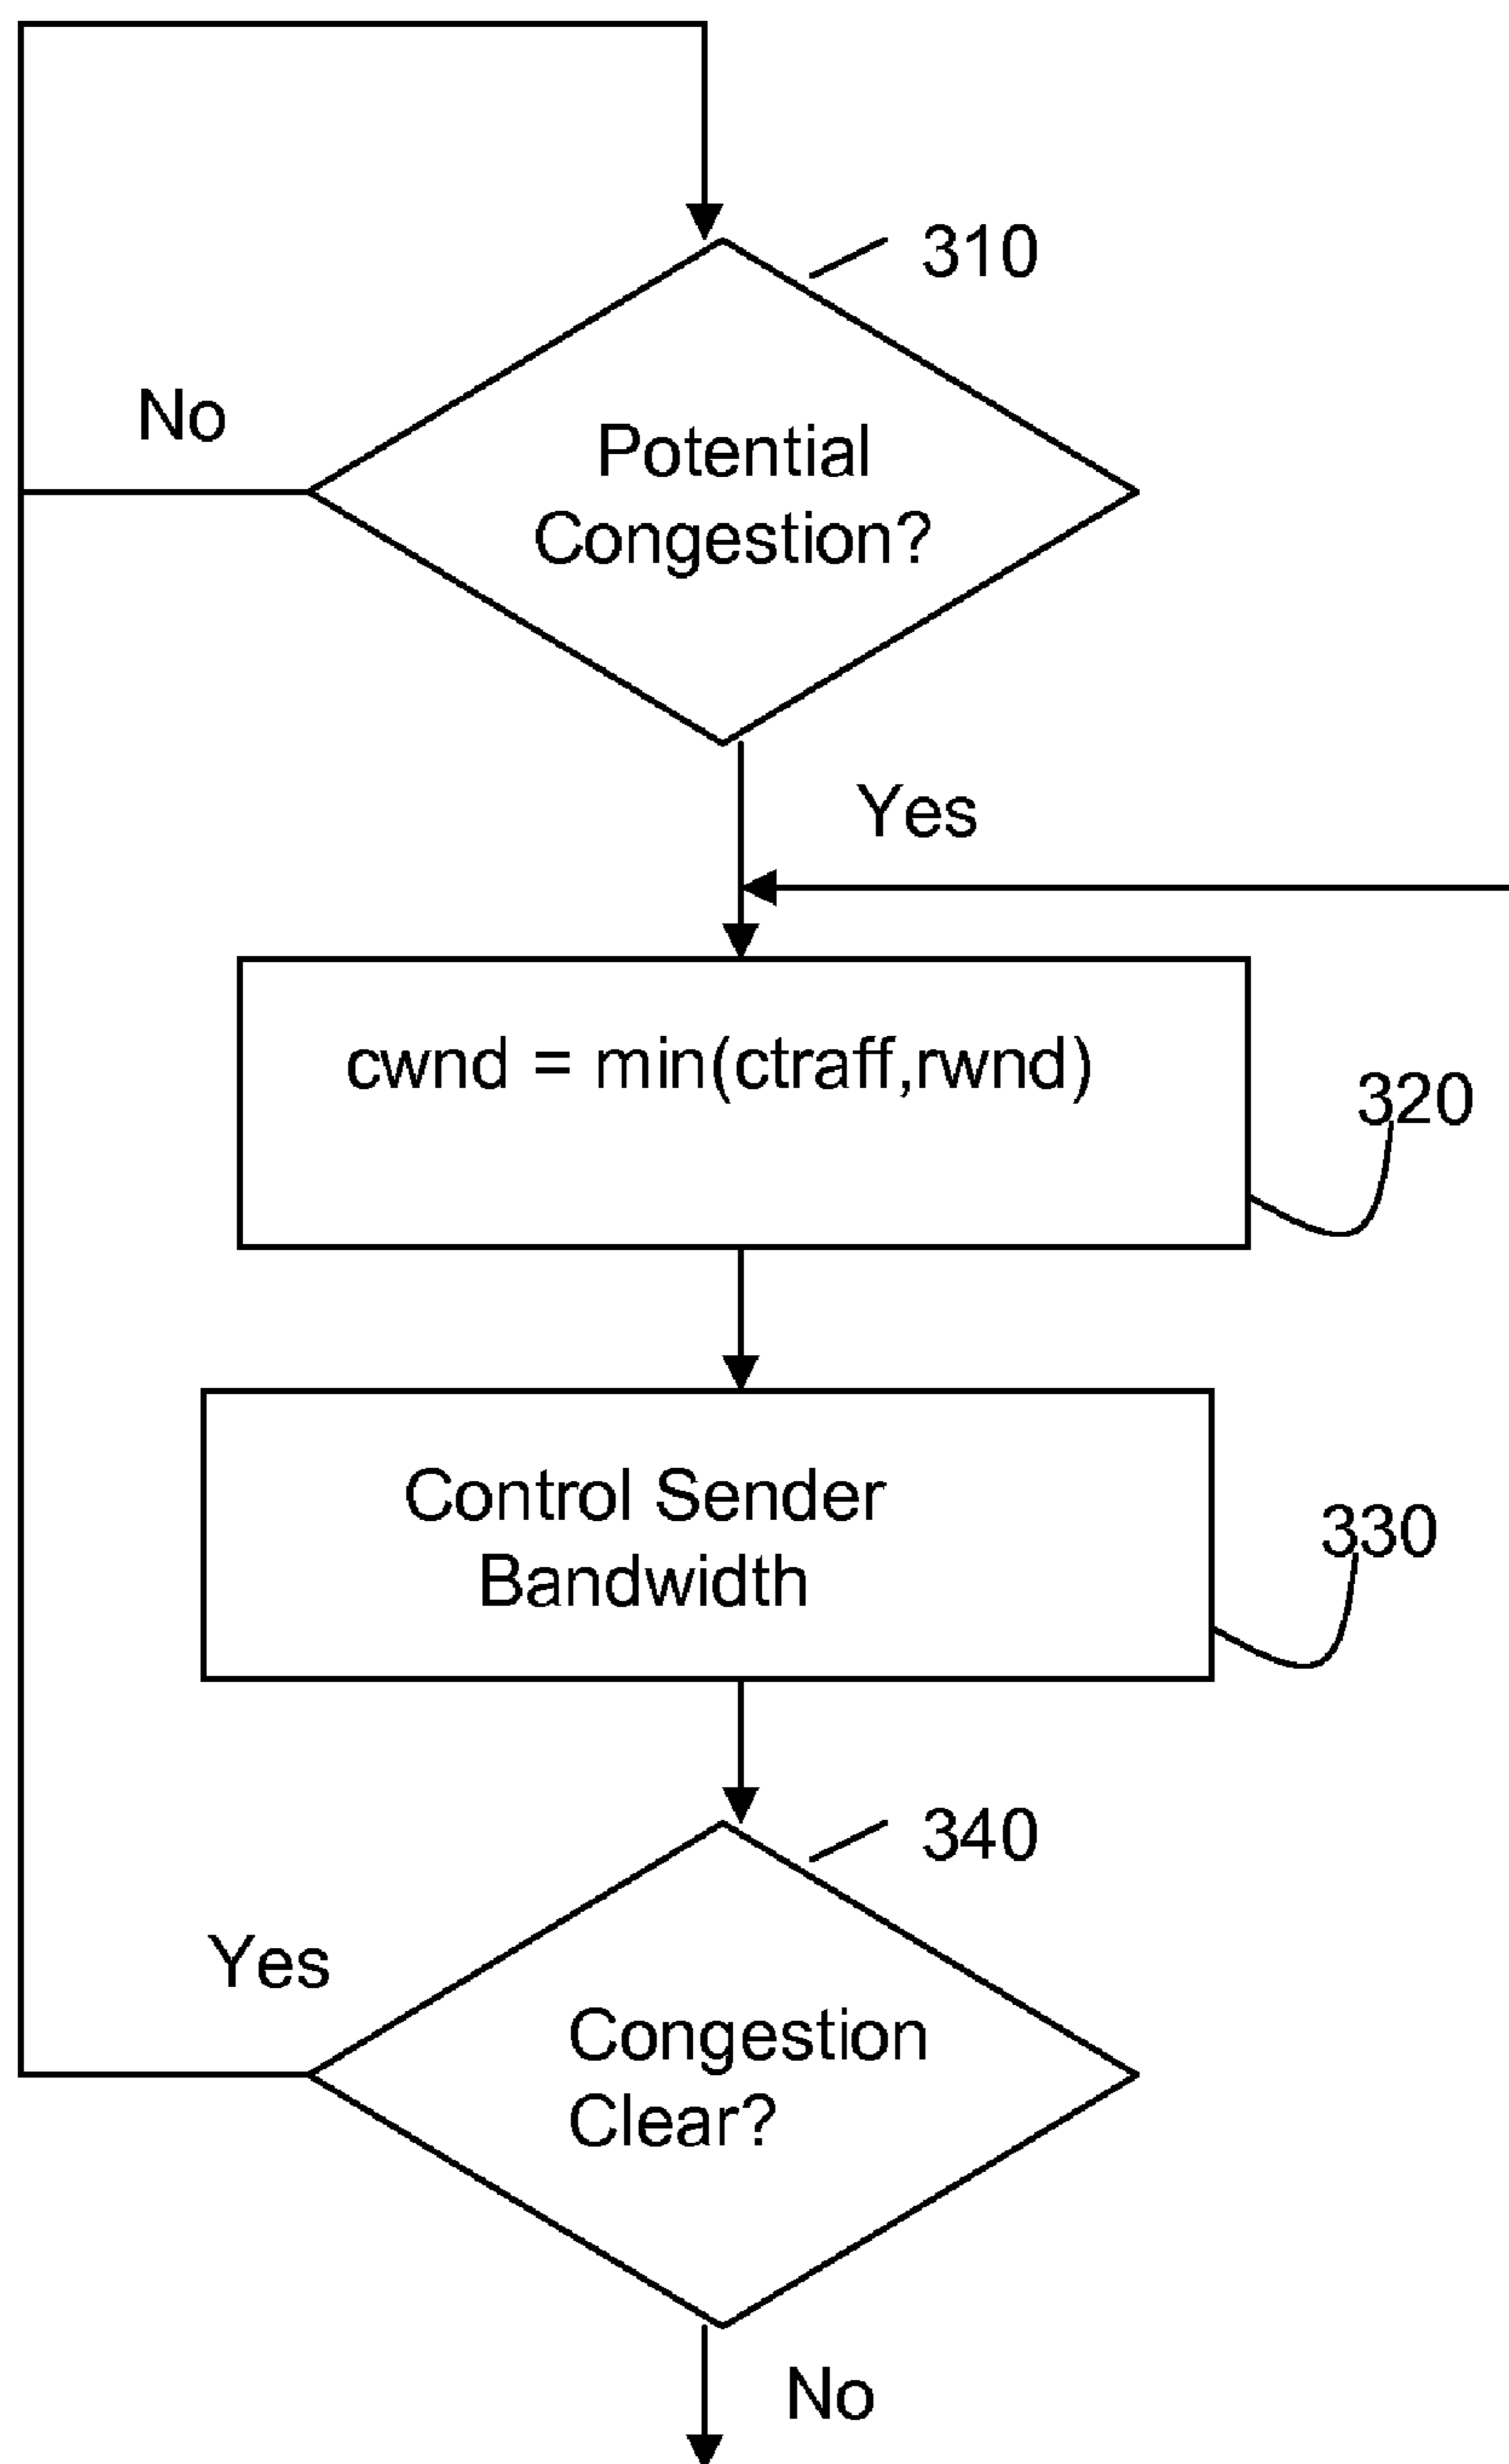 310
No
Potential
Congestion?
Yes
cwnd = min(ctraff,rwnd)
320
Control Sender
Bandwidth
330
340
Yes
Congestion
Clear?
No